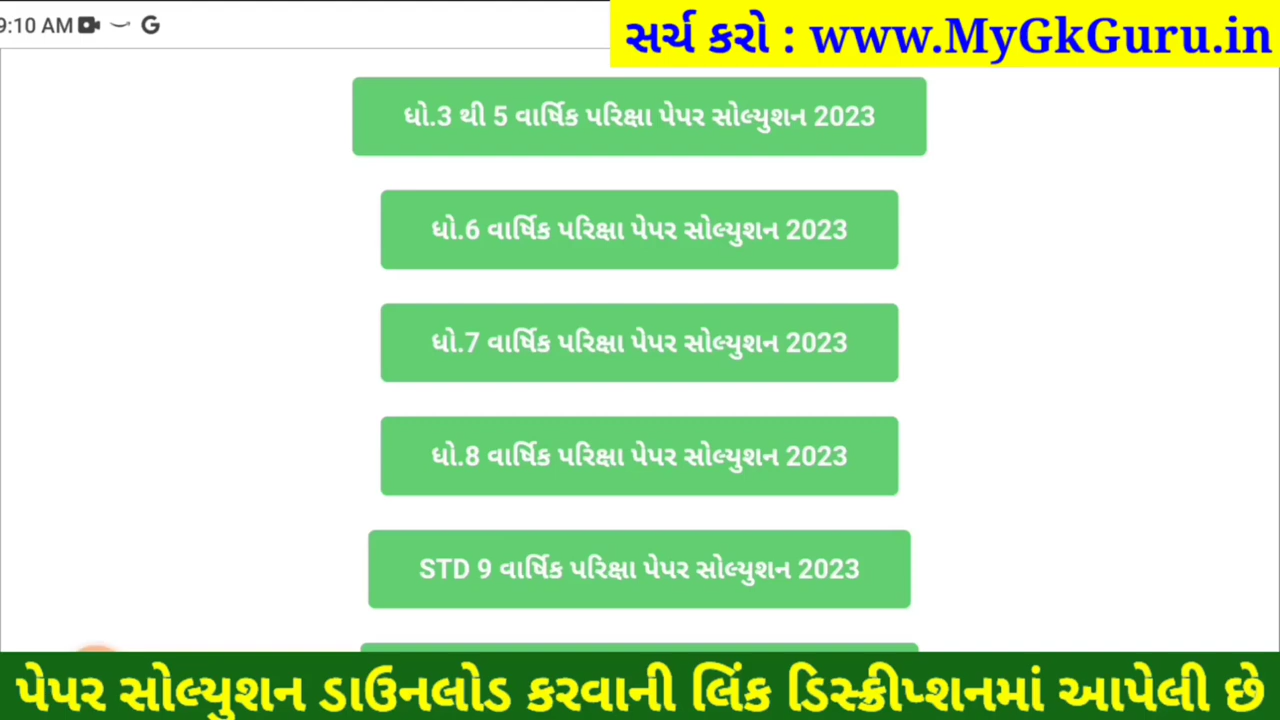 9:10 AM
સર્ચ કરો : www.MyGkGuru.in
ધો.3 થી 5 વાર્ષિક પરિક્ષા પેપર સોલ્યુશન 2023
ધો.6 વાર્ષિક પરિક્ષા પેપર સોલ્યુશન 2023
ધો.7 વાર્ષિક પરિક્ષા પેપર સોલ્યુશન 2023
ધો.8 વાર્ષિક પરિક્ષા પેપર સોલ્યુશન 2023
STD 9 વાર્ષિક પરિક્ષા પેપર સોલ્યુશન 2023
પેપર સોલ્યુશન ડાઉનલોડ કરવાની લિંક ડિસ્ક્રીપ્શનમાં આપેલી છે